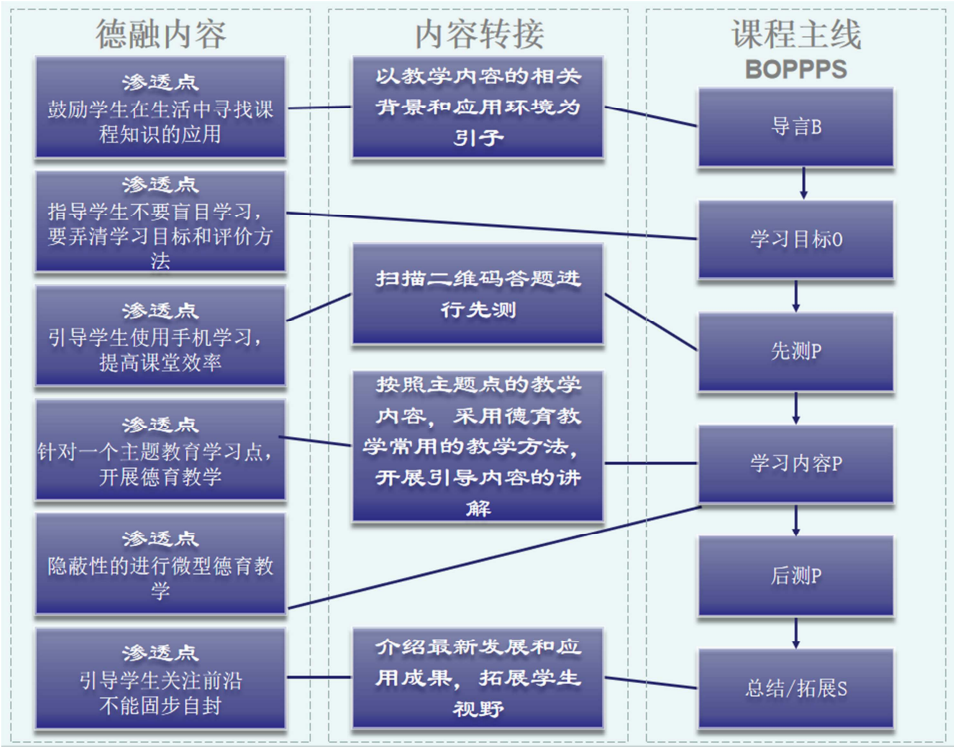 德融内容
渗透点
鼓励学生在生活中寻找课
程知识的应用
渗透点
指导学生不要盲目学习，
要弄清学习目标和评价方
法
渗透点
引导学生使用手机学习，
提高课堂效率
渗透点
针对一个主题教育学习点，
开展德育教学
渗透点
隐蔽性的进行微型德育教
学
渗透点
引导学生关注前沿
不能固步自封
内容转接
以教学内容的相关
背景和应用环境为
引子
扫描二维码答题进
行先测
按照主题点的教学
内容，采用德育教
学常用的教学方法，
开展引导内容的讲
解
介绍最新发展和应
用成果，拓展学生
视野
课程主线
BOPPPS
导言B
学习目标O
先测P
学习内容P
后测P
总结/拓展S